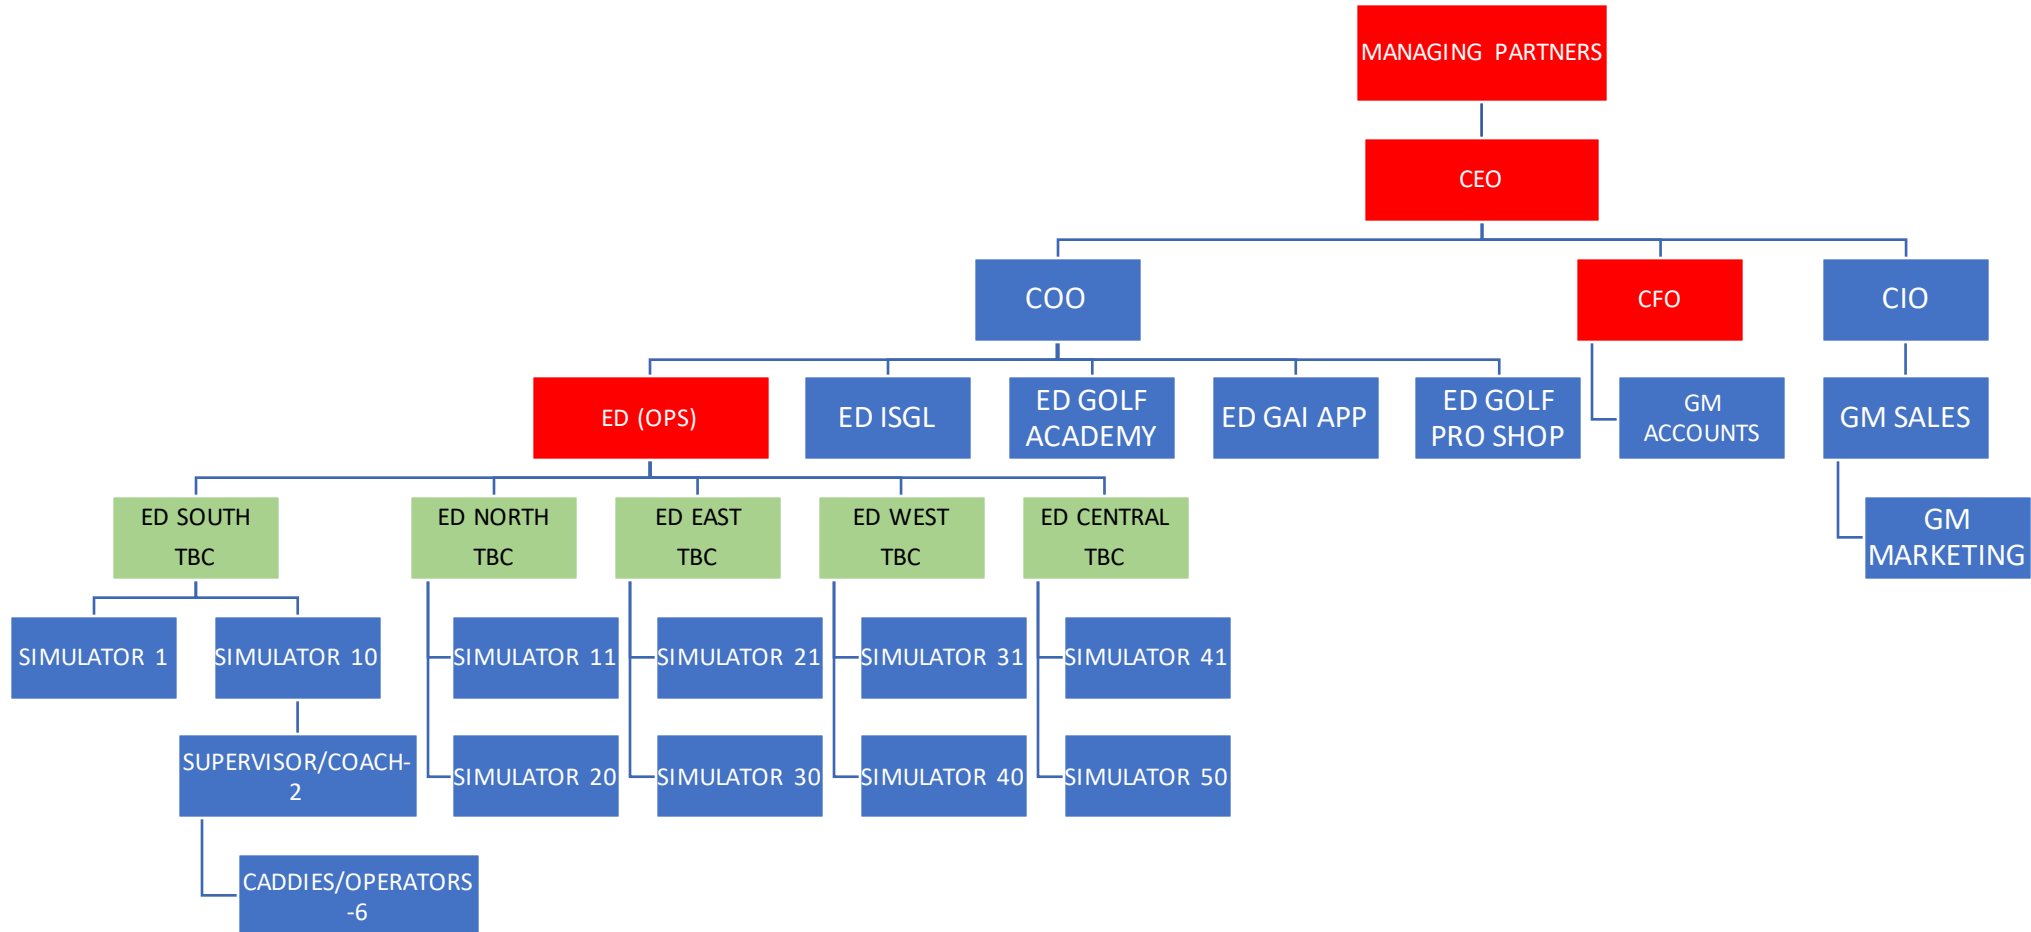 MANAGING PARTNERS
CEO
COO
CFO
CIO
ED (OPS)
ED ISGL
ED GOLF
ACADEMY
ED GAI APP
ED GOLF
PRO SHOP
GM
ACCOUNTS
GM SALES
ED SOUTH
TBC
ED NORTH
TBC
ED EAST
TBC
ED WEST
TBC
ED CENTRAL
TBC
GM
MARKETING
SIMULATOR 1
SIMULATOR 10
SIMULATOR 11
SIMULATOR 21
SIMULATOR 31
SIMULATOR 41
SUPERVISOR/COACH-
2
SIMULATOR 20
SIMULATOR 30
SIMULATOR 40
SIMULATOR 50
CADDIES/OPERATORS
-6